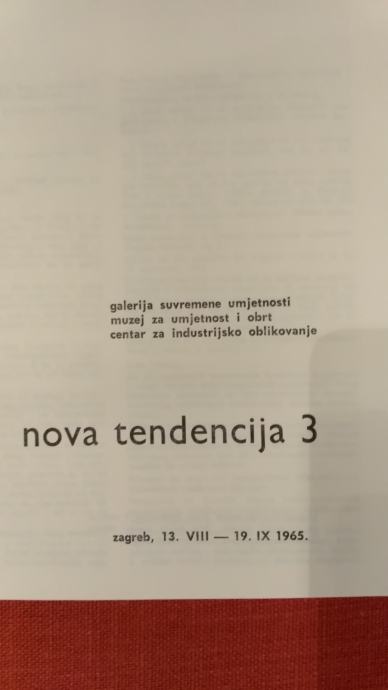 galerija suvremene umjetnosti
muzej za umjetnost i obrt
centar za industrijsko oblikovanje
nova tendencija 3
zagreb, 13. VIII — 19. IX 1965.